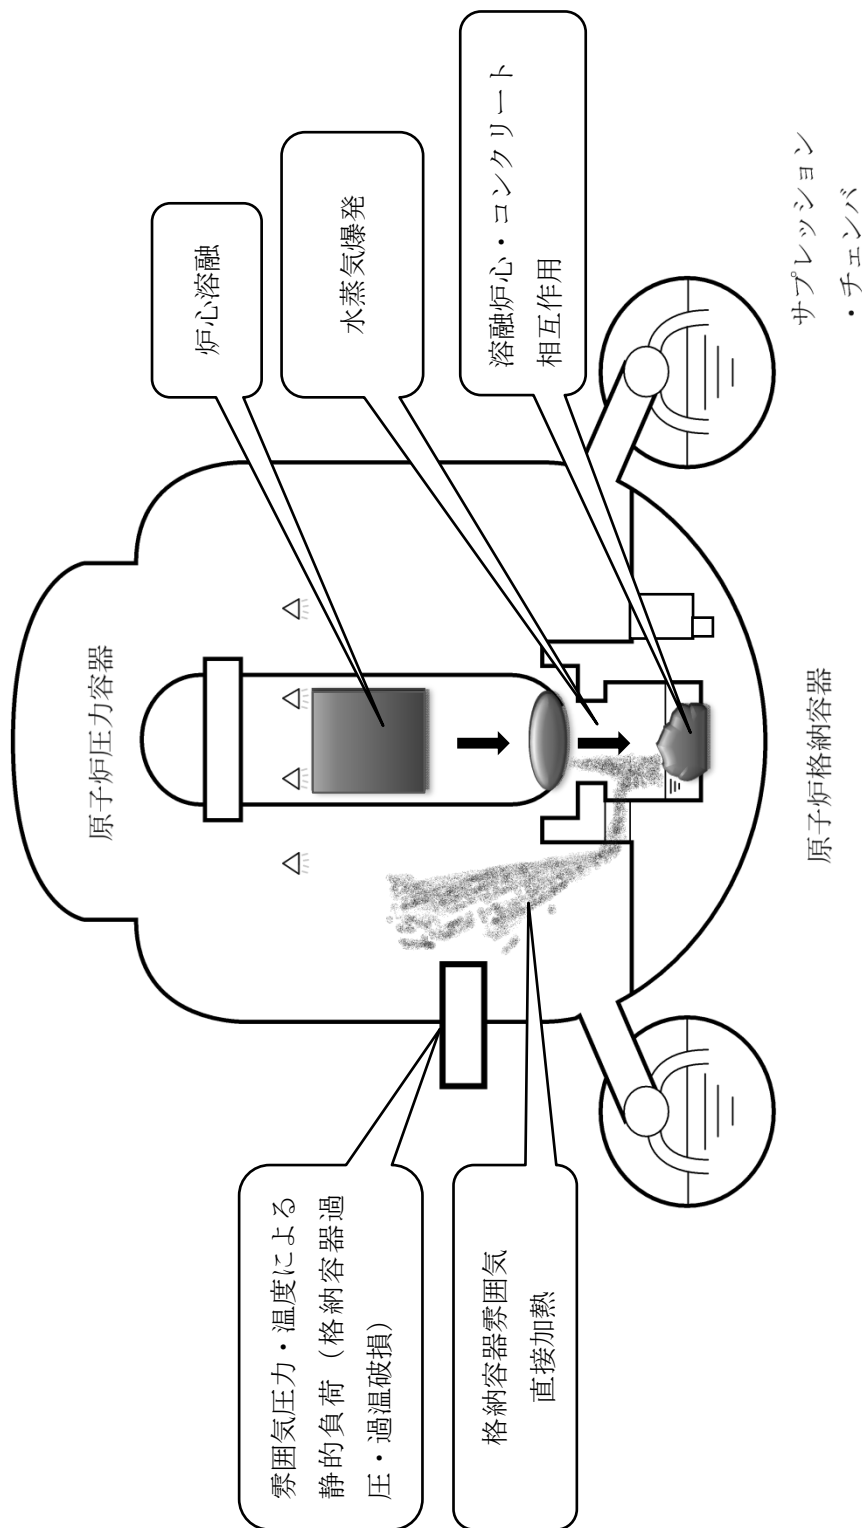 原子炉圧力容器
炉心溶融
水蒸気爆発
溶融炉心・コンクリート
相互作用
雰囲気圧力・温度による
静的負荷（格納容器過
圧・過温破損）
格納容器雰囲気
直接加熱
原子炉格納容器
サプレッション
・チェンバ